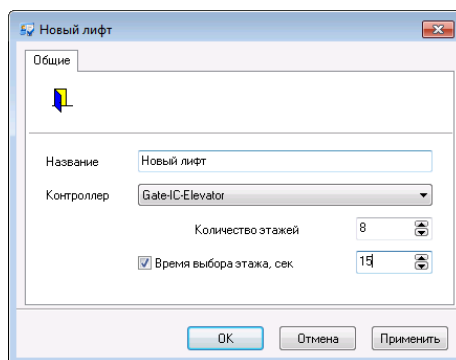 Новый лифт
Общие
Название Новый лифт
Контроллер Gate-IC-Elevator
Количество этажей 8
Время выбора этажа, сек 15
OK Отмена Применить